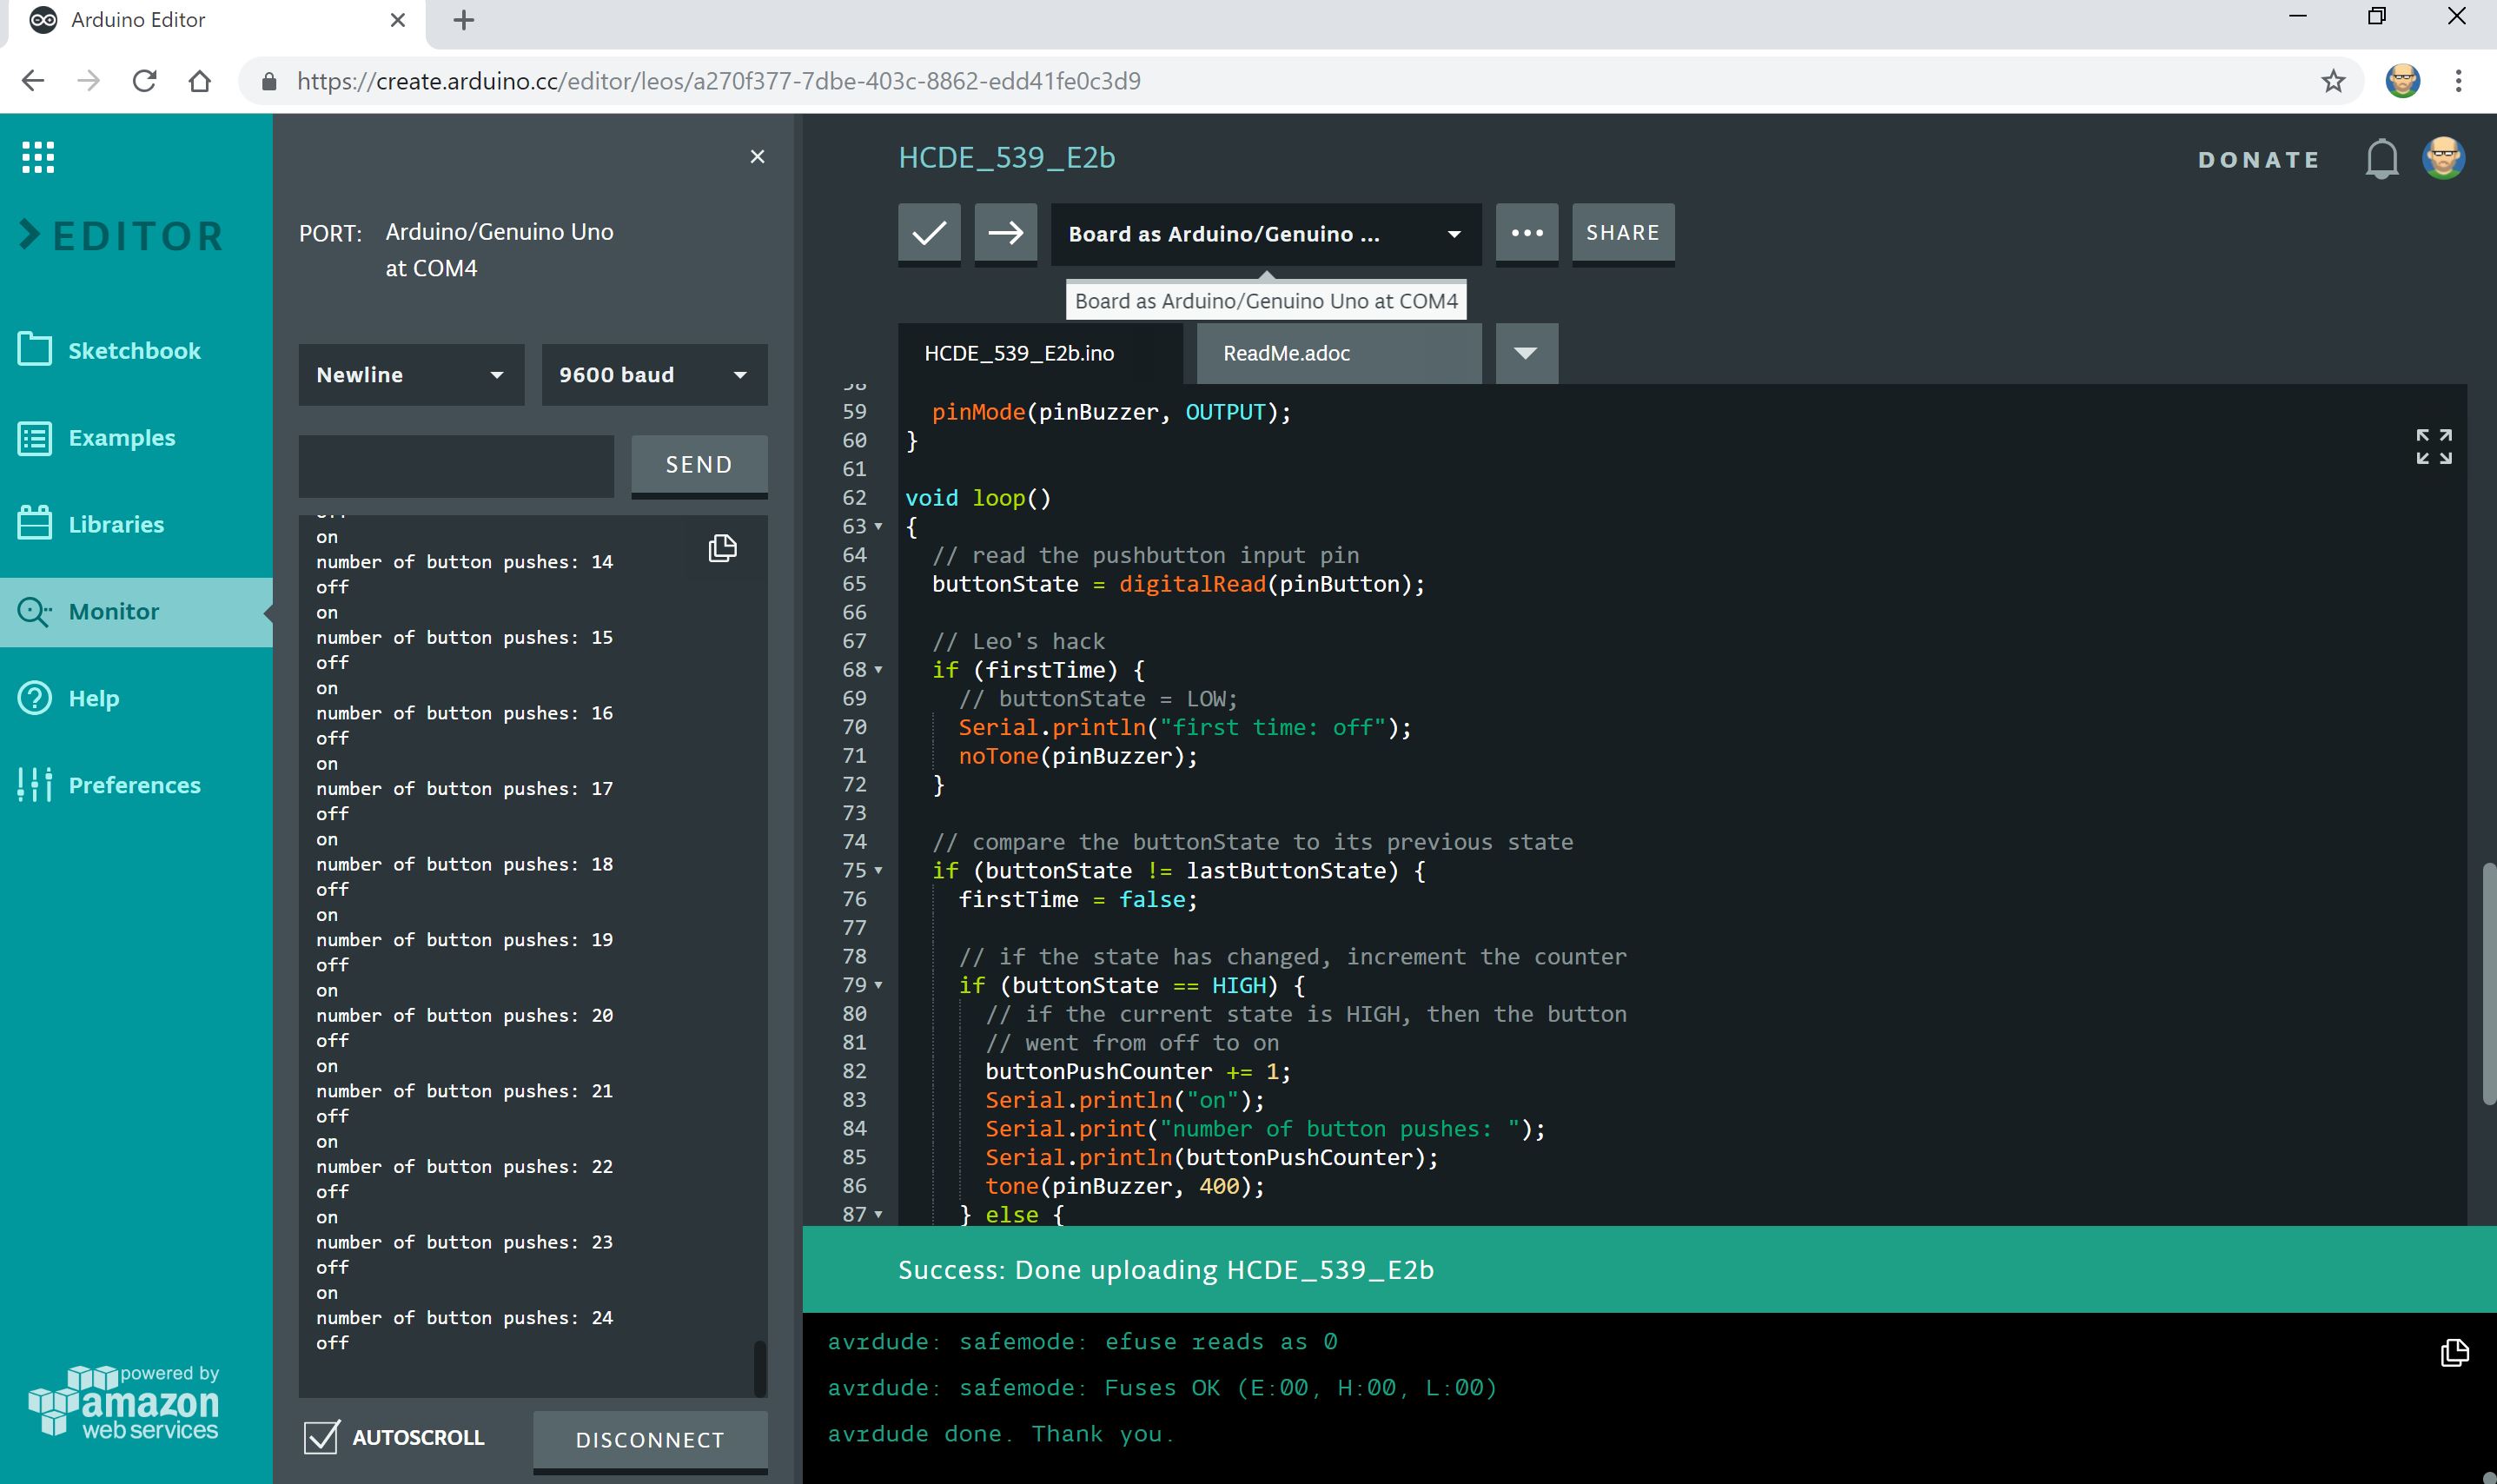 Arduino Editor
https://create.arduino.cc/editor/leos/a270f377-7dbe-403c-8862-edd41fe0c3d9
EDITOR
Sketchbook
Examples
Libraries
Monitor
Help
Preferences
powered by
amazon
web services
PORT: Arduino/Genuino Uno
at COM4
Newline
9600 baud
SEND
on
number of button pushes: 14
off
on
number of button pushes: 15
off
on
number of button pushes: 16
off
on
number of button pushes: 17
off
on
number of button pushes: 18
off
on
number of button pushes: 19
off
on
number of button pushes: 20
off
on
number of button pushes: 21
off
on
number of button pushes: 22
off
on
number of button pushes: 23
off
on
number of button pushes: 24
off
AUTOSCROLL
DISCONNECT
HCDE_539_E2b
DONATE
Board as Arduino/Genuino ...
SHARE
Board as Arduino/Genuino Uno at COM4
HCDE_539_E2b.ino
ReadMe.adoc
59 pinMode(pinBuzzer, OUTPUT);
60 }
61
62 void loop()
63 {
64 // read the pushbutton input pin
65 buttonState = digitalRead(pinButton);
66
67 // Leo's hack
68 if (firstTime) {
69 // buttonState = LOW;
70 Serial.println("first time: off");
71 noTone(pinBuzzer);
72 }
73
74 // compare the buttonState to its previous state
75 if (buttonState != lastButtonState) {
76 firstTime = false;
77
78 // if the state has changed, increment the counter
79 if (buttonState == HIGH) {
80 // if the current state is HIGH, then the button
81 // went from off to on
82 buttonPushCounter += 1;
83 Serial.println("on");
84 Serial.print("number of button pushes: ");
85 Serial.println(buttonPushCounter);
86 tone(pinBuzzer, 400);
87 } else {
Success: Done uploading HCDE_539_E2b
avrdude: safemode: efuse reads as 0
avrdude: safemode: Fuses OK (E:00, H:00, L:00)
avrdude done. Thank you.